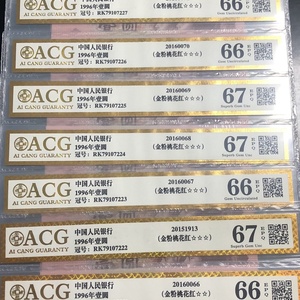 ACG
AI CANG GUARANTY
1996年壹圆
冠号: RK79107227
(金粉桃花红☆☆☆)
66
EPQ
Gem Uncirculated
ACG
AI CANG GUARANTY
中国人民银行
1996年壹圆
冠号: RK79107226
20160070
(金粉桃花红☆☆☆)
66
EPQ
Gem Uncirculated
ACG
AI CANG GUARANTY
中国人民银行
1996年壹圆
冠号: RK79107225
20160069
(金粉桃花红☆☆☆)
67
EPQ
Superb Gem Unc
ACG
AI CANG GUARANTY
中国人民银行
1996年壹圆
冠号: RK79107224
20160068
(金粉桃花红☆☆☆)
67
EPQ
Superb Gem Unc
ACG
AI CANG GUARANTY
中国人民银行
1996年壹圆
冠号: RK79107223
20160067
(金粉桃花红☆☆☆)
66
EPQ
Gem Uncirculated
ACG
AI CANG GUARANTY
中国人民银行
1996年壹圆
冠号: RK79107222
20151913
(金粉桃花红☆☆☆)
67
EPQ
Superb Gem Unc
ACG
中国人民银行
1996年壹圆
20160066
(金粉桃花红☆☆☆)
66
EPQ